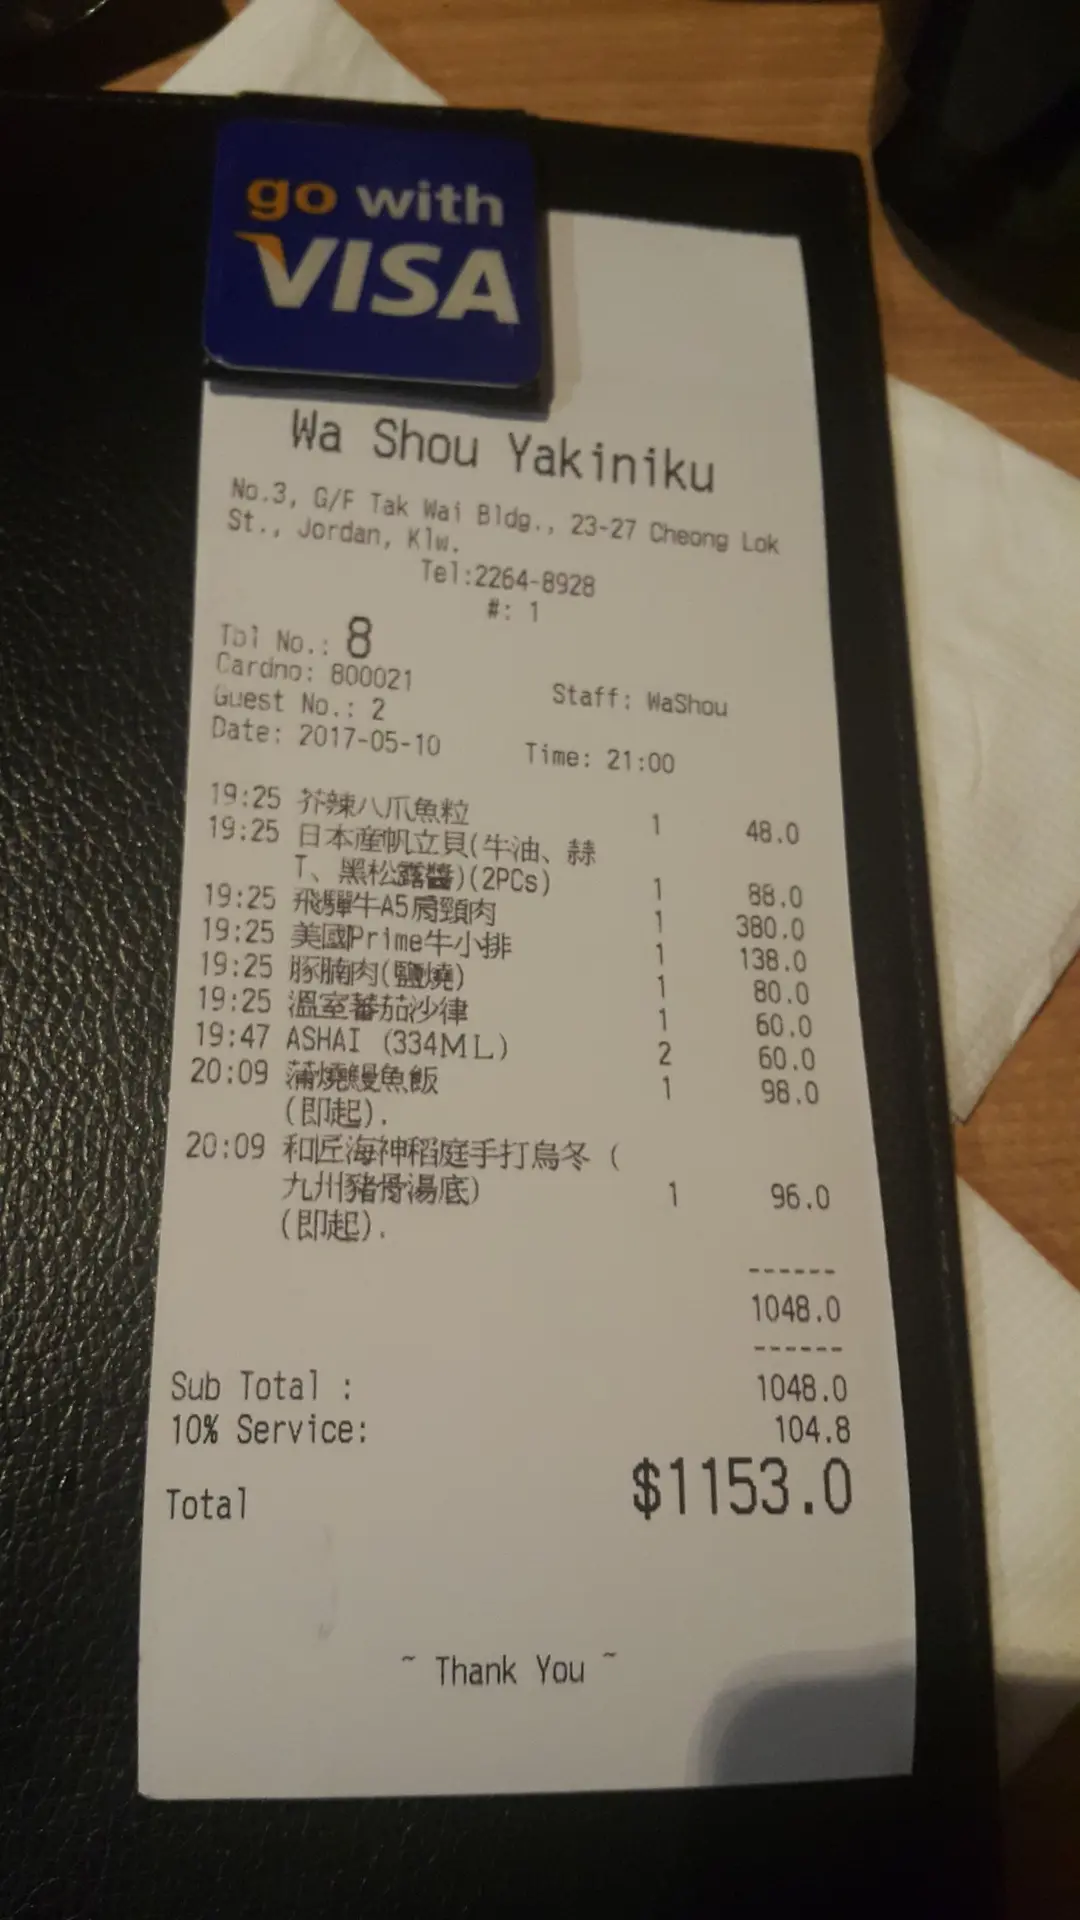 go with
VISA
Wa Shou Yakiniku
No.3, G/F Tak Wai Bldg., 23-27 Cheong Lok
St., Jordan, Klw.
Tel:2264-8928
#: 1
Tbl No.: 8
Cardno: 800021
Guest No.: 2 Staff: WaShou
Date: 2017-05-10 Time: 21:00
19:25 芥辣八爪魚粒 1 48.0
19:25 日本産帆立貝(牛油、蒜
T、黑松露醬)(2PCs) 1 88.0
19:25 飛驒牛A5肩頸肉 1 380.0
19:25 美國Prime牛小排 1 138.0
19:25 豚腩肉(鹽燒) 1 80.0
19:25 溫室蕃茄沙律 1 60.0
19:47 ASHAI (334ML) 2 60.0
20:09 蒲燒鰻魚飯 1 98.0
(即起).
20:09 和匠海神稻庭手打烏冬 (
九州豬骨湯底) 1 96.0
(即起).
------
1048.0
------
Sub Total : 1048.0
10% Service: 104.8
Total $1153.0
~ Thank You ~